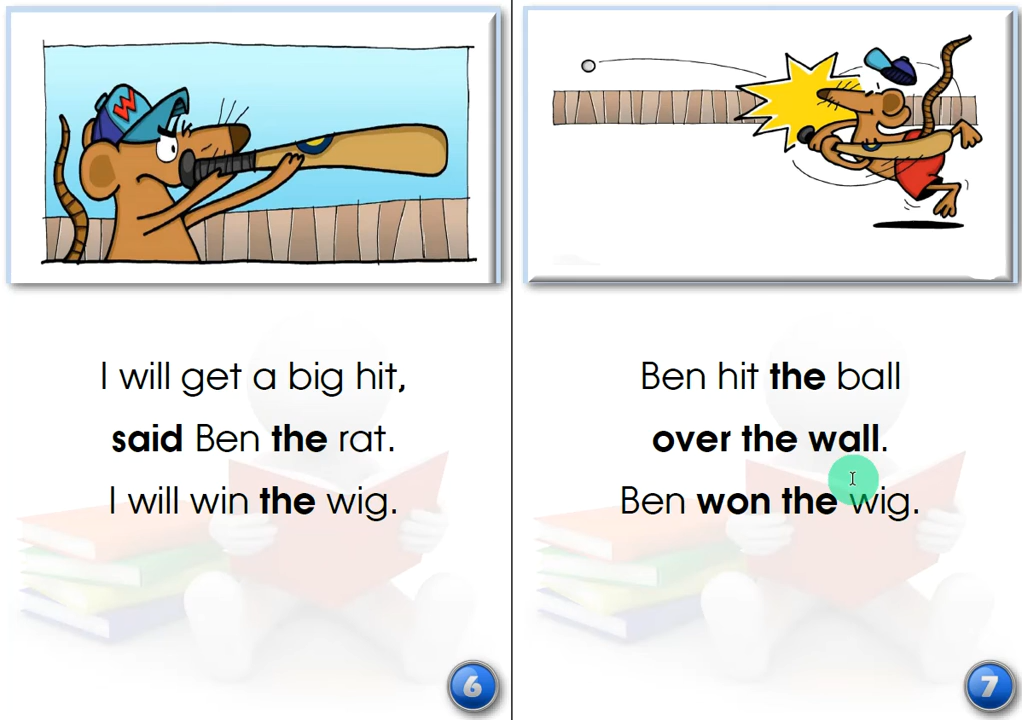 W
I will get a big hit,
said Ben the rat.
I will win the wig.
6
Ben hit the ball
over the wall.
Ben won the wig.
7